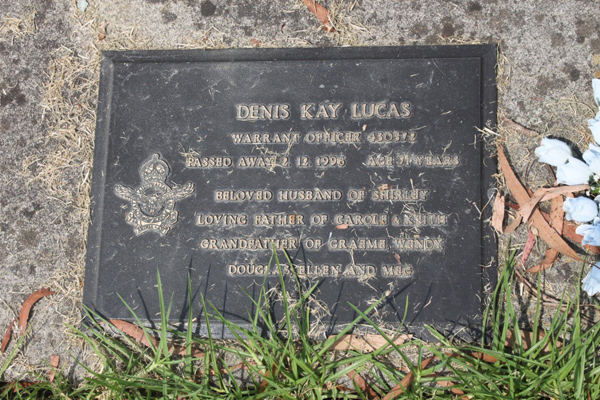 DENIS KAY LUCAS
WARRANT OFFICER
PASSED AWAY 2.12.1996 AGE 71 YEARS
BELOVED HUSBAND OF SHIRLEY
LOVING FATHER OF CAROLE & KEITH
GRANDFATHER OF GRAEME WENDY
DOUGLAS ELLEN AND MEG